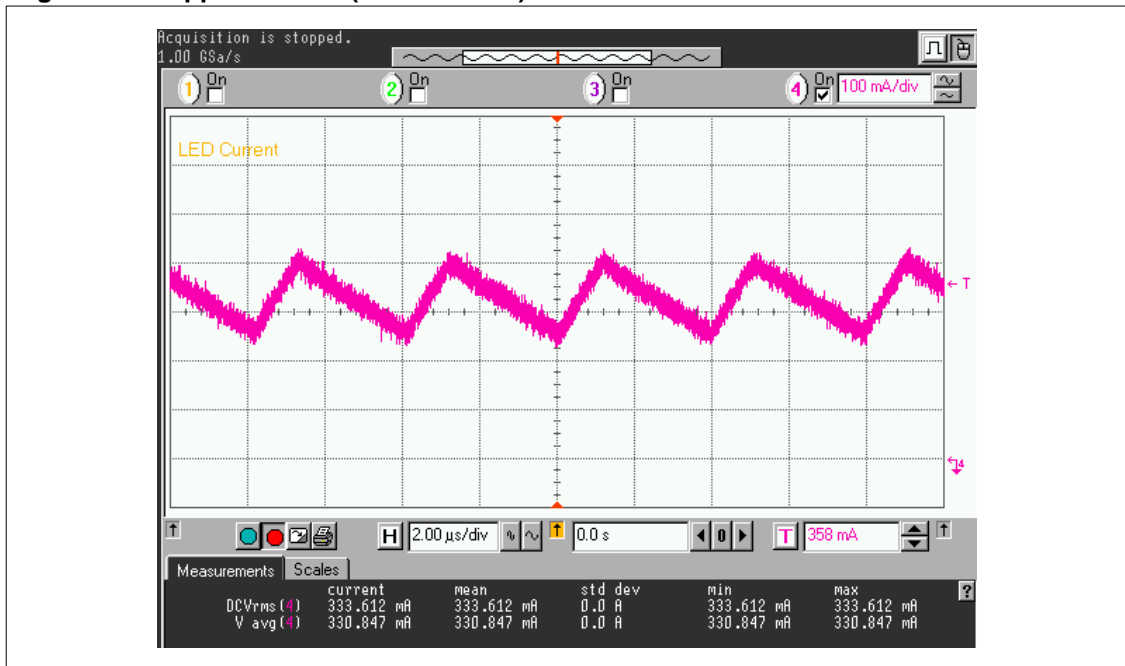 Acquisition is stopped.
1.00 GSa/s
1 On 2 On 3 On 4 On 100 mA/div
LED Current
T
4
H 2.00 µs/div 0.0 s 0 T 358 mA
Measurements Scales
current mean std dev min max
DCVrms(4) 333.612 mA 333.612 mA 0.0 A 333.612 mA 333.612 mA
V avg(4) 330.847 mA 330.847 mA 0.0 A 330.847 mA 330.847 mA
?